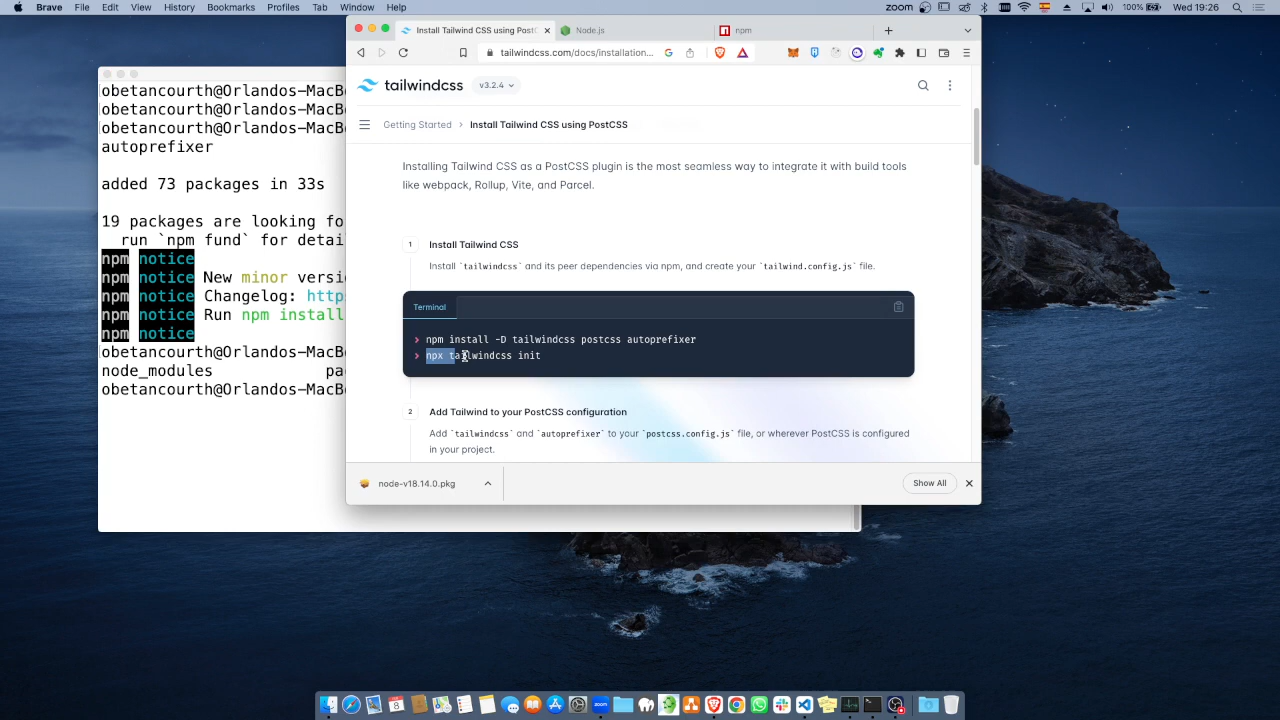 Brave File Edit View History Bookmarks Profiles Tab Window Help
zoom 100% Wed 19:26
Install Tailwind CSS using PostC
Node.js
npm
tailwindcss.com/docs/installation...
tailwindcss v3.2.4
Getting Started › Install Tailwind CSS using PostCSS
Installing Tailwind CSS as a PostCSS plugin is the most seamless way to integrate it with build tools
like webpack, Rollup, Vite, and Parcel.
1 Install Tailwind CSS
Install `tailwindcss` and its peer dependencies via npm, and create your `tailwind.config.js` file.
Terminal
› npm install -D tailwindcss postcss autoprefixer
› npx tailwindcss init
2 Add Tailwind to your PostCSS configuration
Add `tailwindcss` and `autoprefixer` to your `postcss.config.js` file, or wherever PostCSS is configured
in your project.
node-v18.14.0.pkg
Show All
obetancourth@Orlandos-MacB
obetancourth@Orlandos-MacB
obetancourth@Orlandos-MacB
autoprefixer
added 73 packages in 33s
19 packages are looking fo
run `npm fund` for detai
npm notice
npm notice New minor versi
npm notice Changelog: http
npm notice Run npm install
npm notice
obetancourth@Orlandos-MacB
node_modules pa
obetancourth@Orlandos-MacB